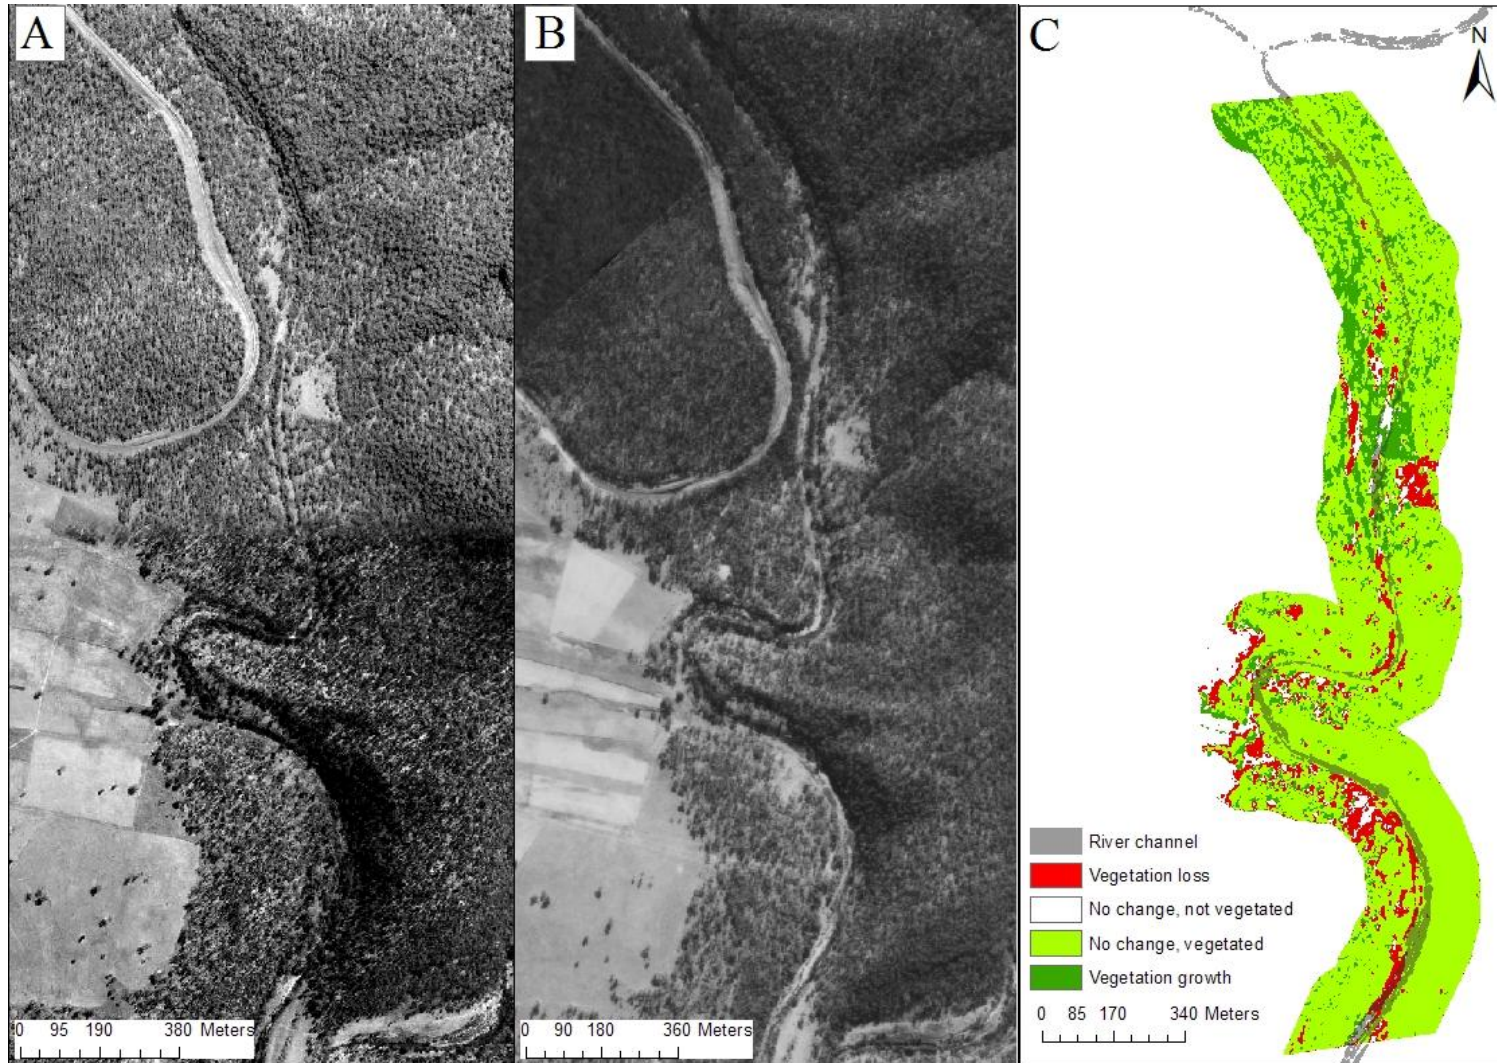 A
B
C
N
River channel
Vegetation loss
No change, not vegetated
No change, vegetated
Vegetation growth
0 95 190 380 Meters
0 90 180 360 Meters
0 85 170 340 Meters